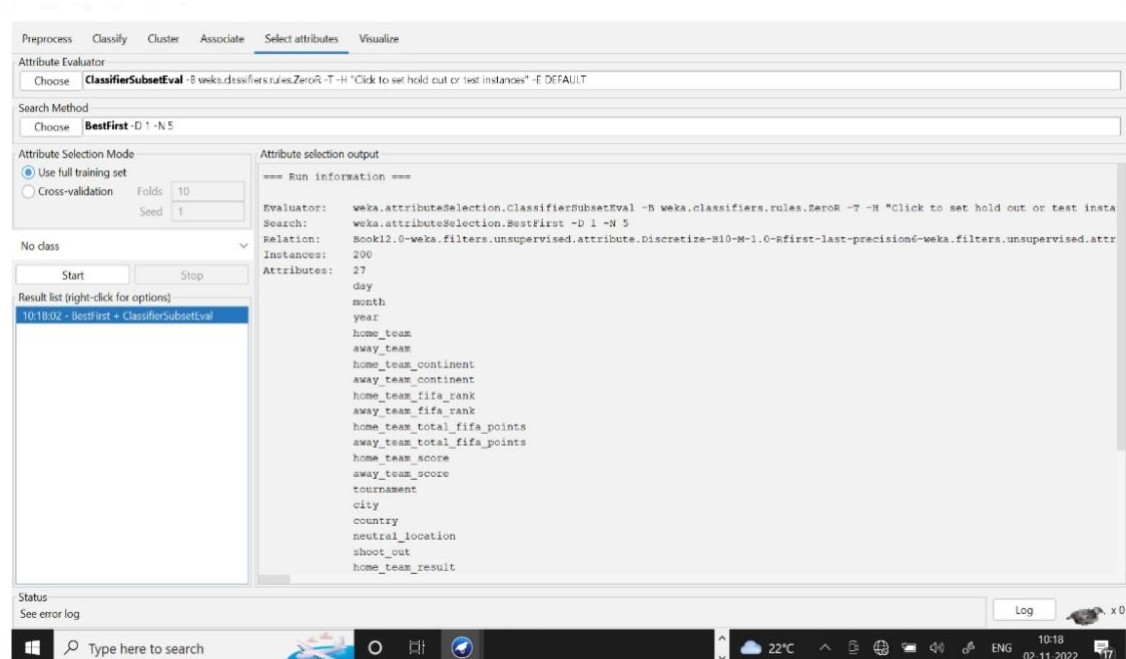 Preprocess Classify Cluster Associate Select attributes Visualize
Attribute Evaluator
Choose ClassifierSubsetEval -B weka.classifiers.rules.ZeroR -T -H "Click to set hold out or test instances" -E DEFAULT
Search Method
Choose BestFirst -D 1 -N 5
Attribute Selection Mode
Use full training set
Cross-validation Folds 10
Seed 1
No class
Start Stop
Result list (right-click for options)
10:18:02 - BestFirst + ClassifierSubsetEval
Attribute selection output
=== Run information ===
Evaluator: weka.attributeSelection.ClassifierSubsetEval -B weka.classifiers.rules.ZeroR -T -H "Click to set hold out or test insta
Search: weka.attributeSelection.BestFirst -D 1 -N 5
Relation: Book12.0-weka.filters.unsupervised.attribute.Discretize-B10-M-1.0-Rfirst-last-precision6-weka.filters.unsupervised.attr
Instances: 200
Attributes: 27
day
month
year
home_team
away_team
home_team_continent
away_team_continent
home_team_fifa_rank
away_team_fifa_rank
home_team_total_fifa_points
away_team_total_fifa_points
home_team_score
away_team_score
tournament
city
country
neutral_location
shoot_out
home_team_result
Status
See error log
Log x 0
Type here to search
22°C
ENG
10:18
02-11-2022
17